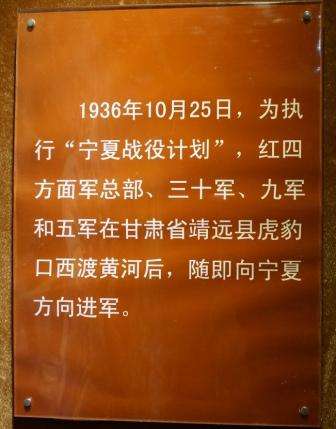 1936年10月25日，为执
行“宁夏战役计划”，红四
方面军总部、三十军、九军
和五军在甘肃省靖远县虎豹
口西渡黄河后，随即向宁夏
方向进军。